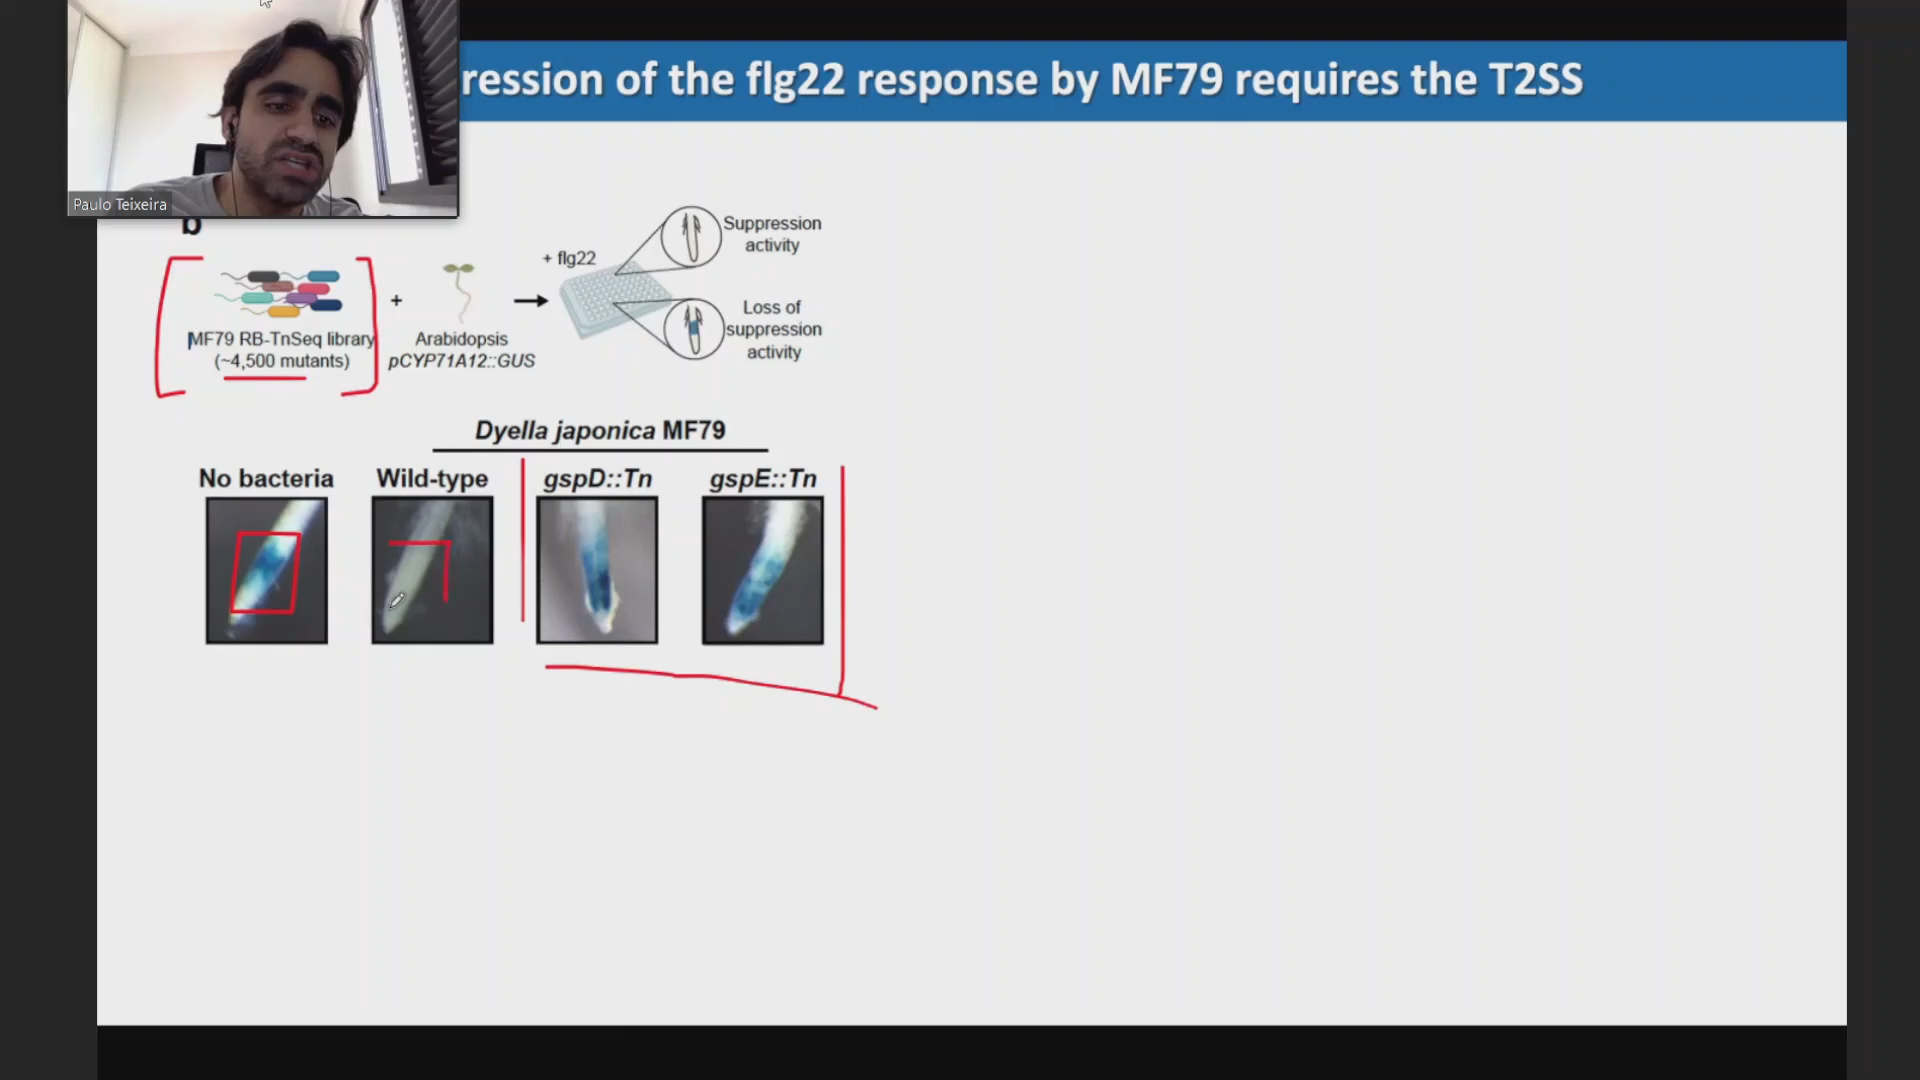 ression of the flg22 response by MF79 requires the T2SS
Paulo Teixeira
b
Suppression
activity
+ flg22
Loss of
suppression
activity
+
MF79 RB-TnSeq library
(~4,500 mutants)
Arabidopsis
pCYP71A12::GUS
Dyella japonica MF79
No bacteria
Wild-type
gspD::Tn
gspE::Tn